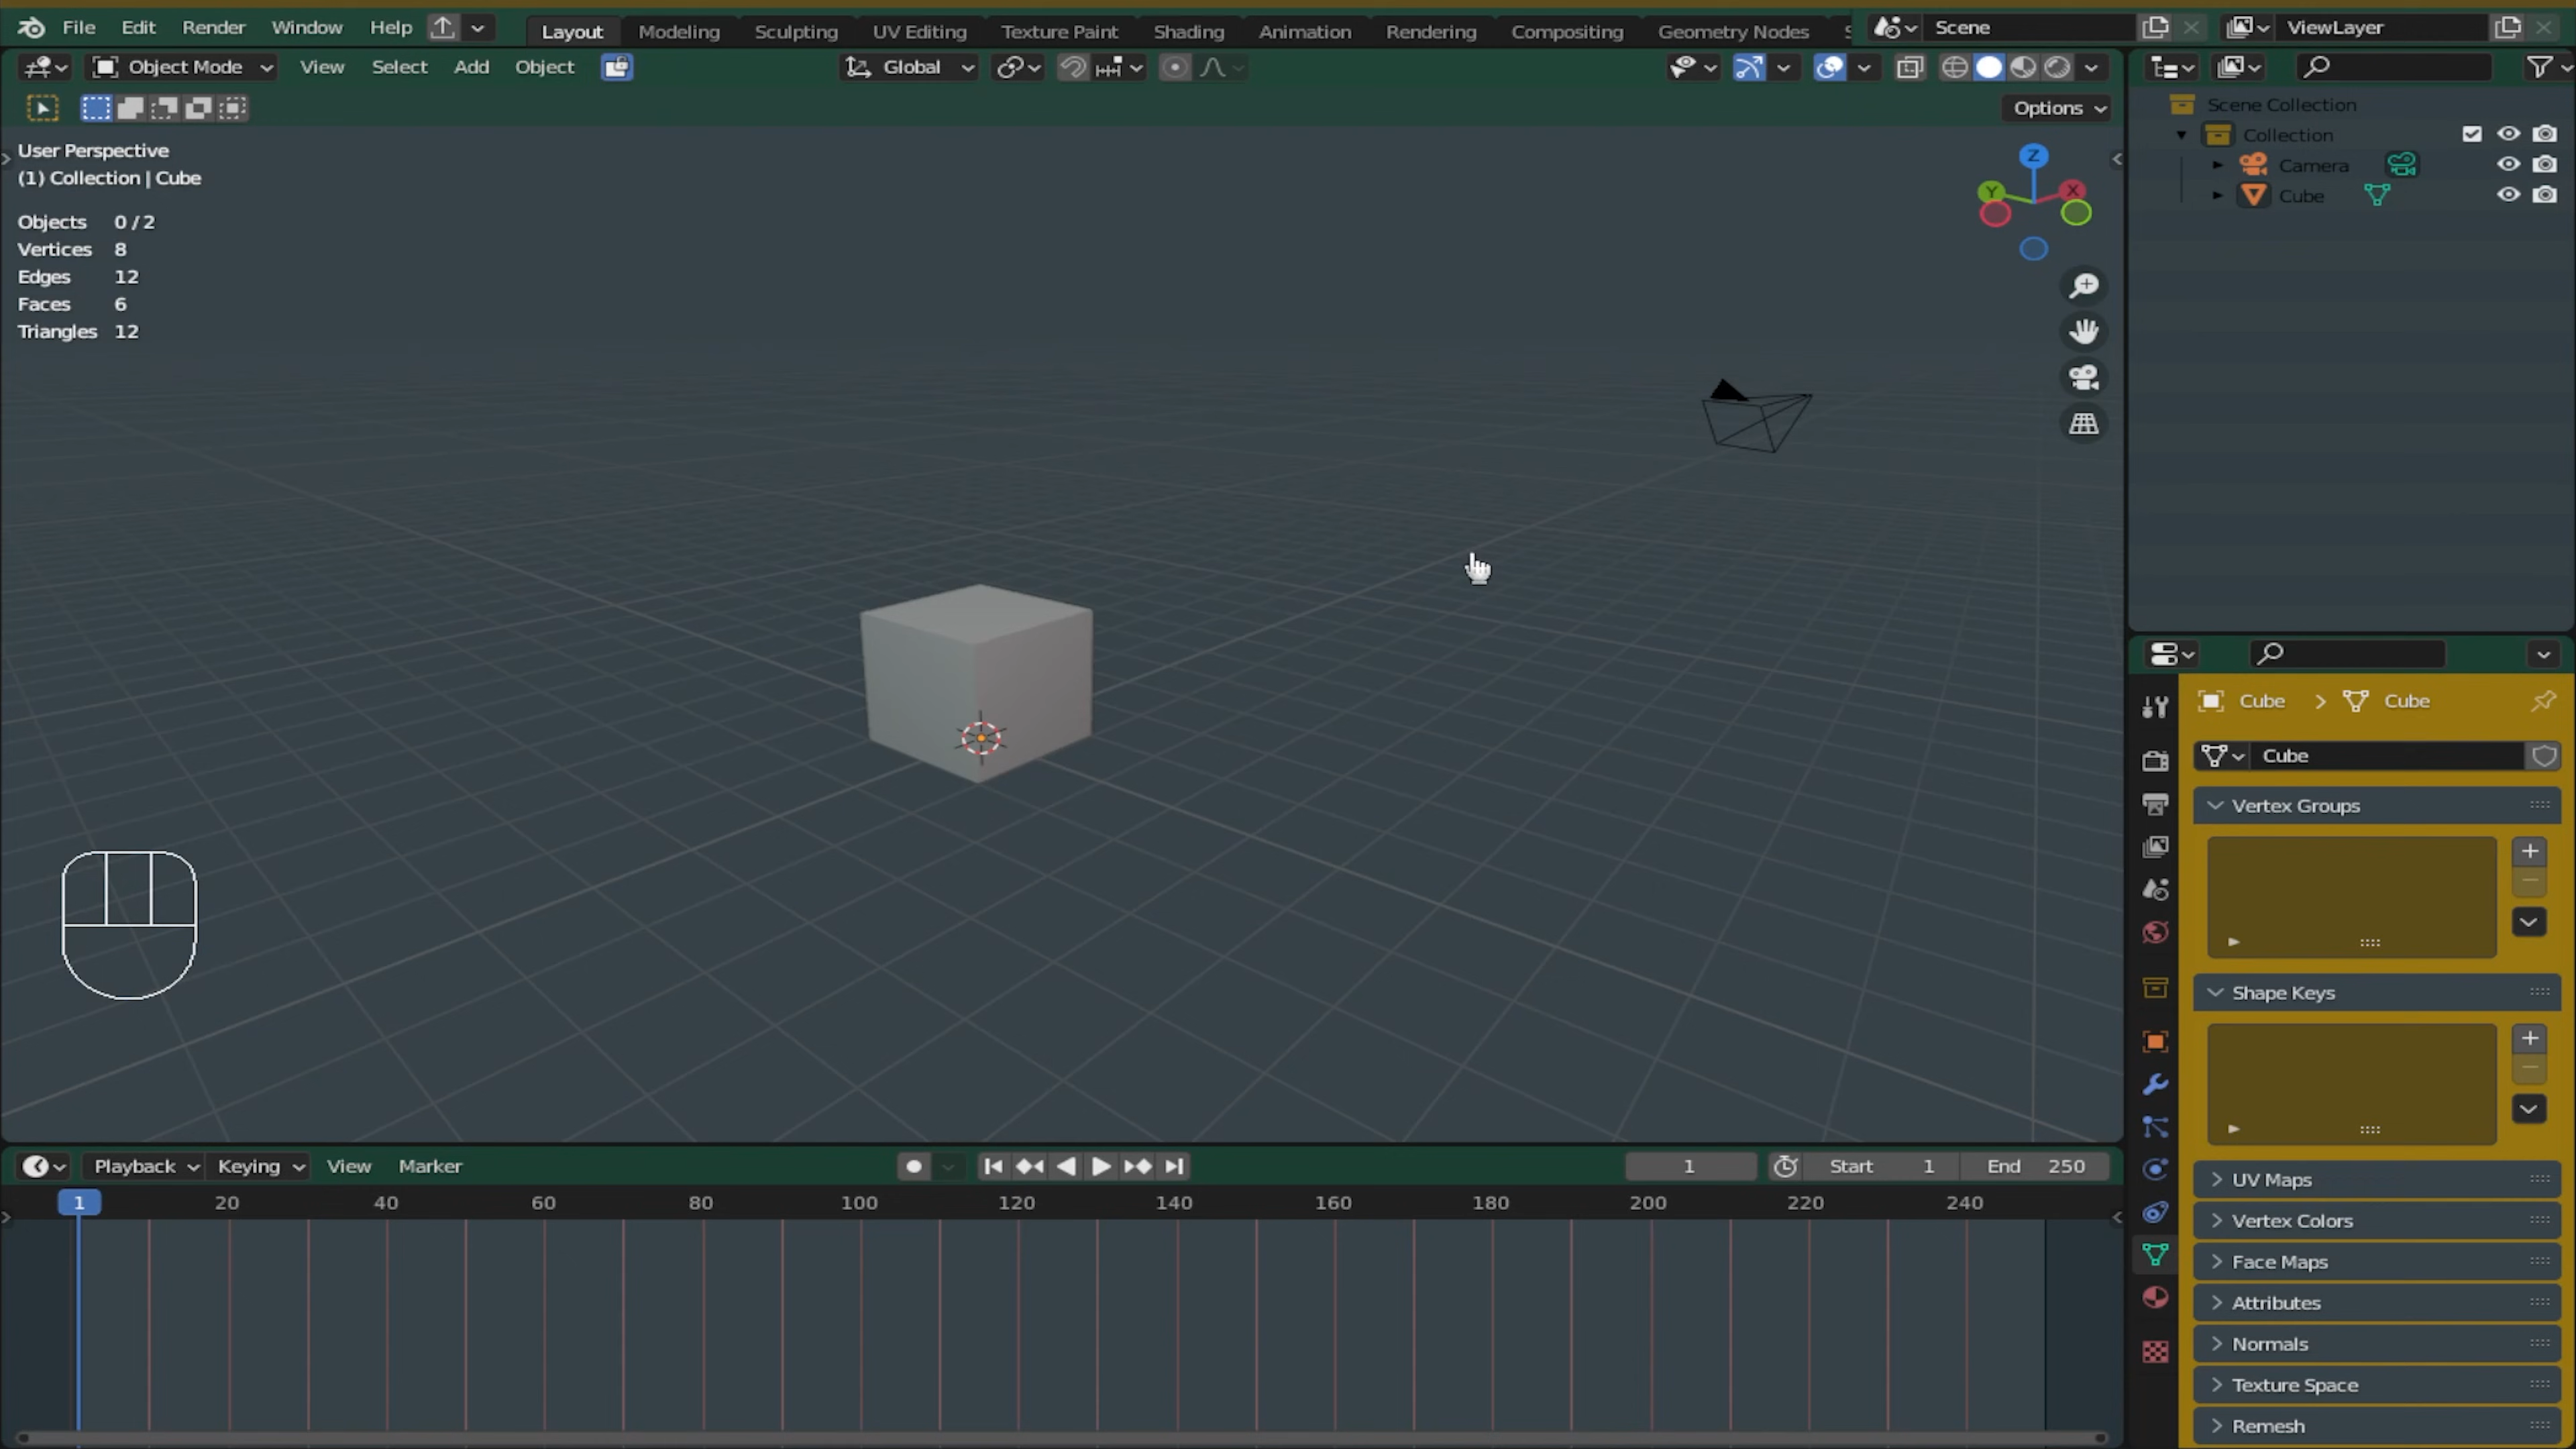 File Edit Render Window Help Layout Modeling Sculpting UV Editing Texture Paint Shading Animation Rendering Compositing Geometry Nodes Scene ViewLayer
Object Mode View Select Add Object Global
Options
User Perspective
(1) Collection | Cube
Objects 0 / 2
Vertices 8
Edges 12
Faces 6
Triangles 12
Z
Y
X
Scene Collection
Collection
Camera
Cube
Cube Cube
Cube
Vertex Groups
Shape Keys
UV Maps
Vertex Colors
Face Maps
Attributes
Normals
Texture Space
Remesh
Playback Keying View Marker 1 Start 1 End 250
1 20 40 60 80 100 120 140 160 180 200 220 240